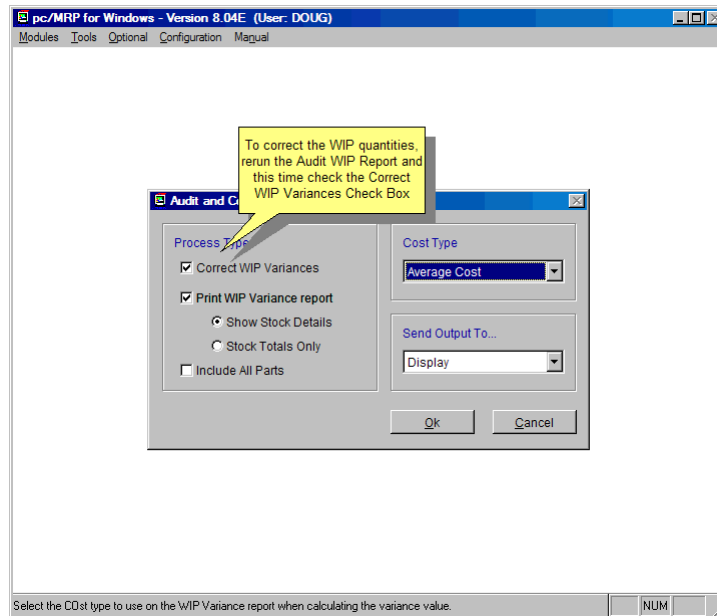 pc/MRP for Windows - Version 8.04E (User: DOUG)
Modules Tools Optional Configuration Manual
To correct the WIP quantities,
rerun the Audit WIP Report and
this time check the Correct
WIP Variances Check Box
Audit and Co
Process Type
Cost Type
Correct WIP Variances
Average Cost
Print WIP Variance report
Show Stock Details
Send Output To...
Stock Totals Only
Display
Include All Parts
Ok Cancel
Select the COst type to use on the WIP Variance report when calculating the variance value. NUM